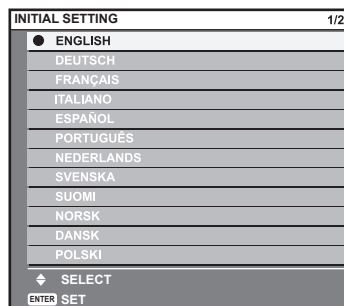 INITIAL SETTING 1/2
ENGLISH
DEUTSCH
FRANÇAIS
ITALIANO
ESPAÑOL
PORTUGUÊS
NEDERLANDS
SVENSKA
SUOMI
NORSK
DANSK
POLSKI
SELECT
ENTER SET